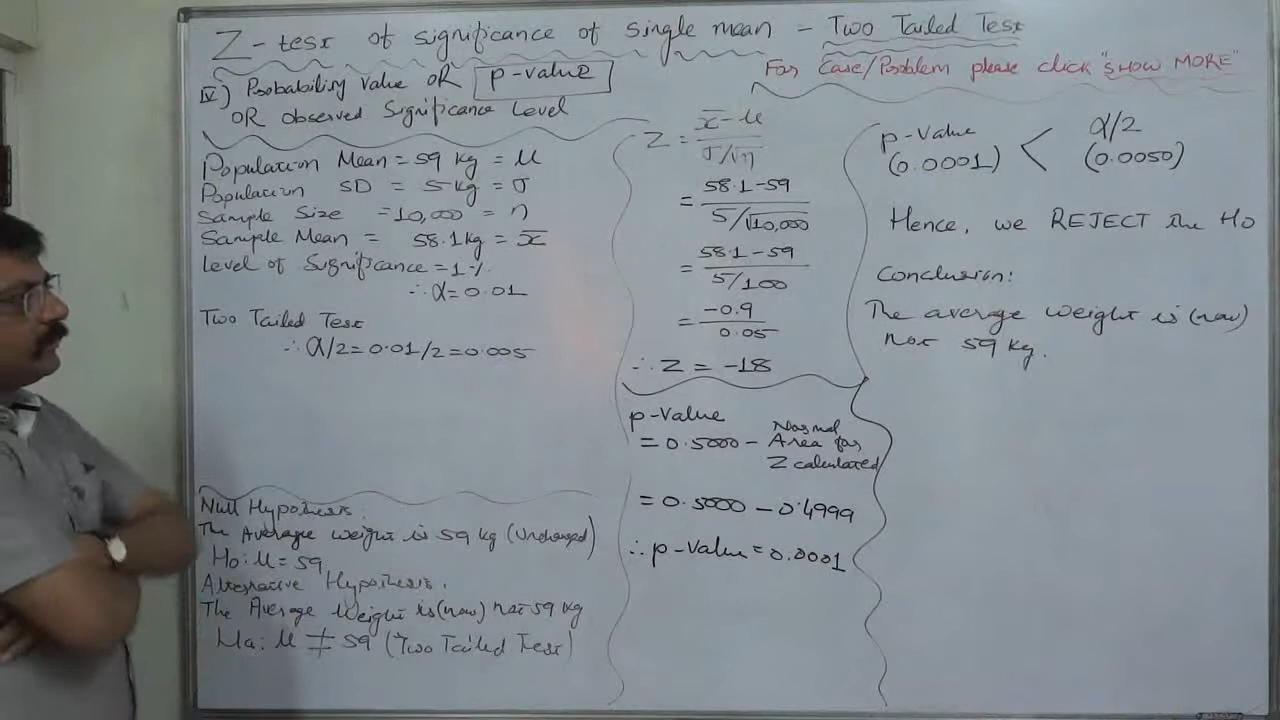 Z-test of significance of single mean - Two Tailed Test
For Case/Problem please click "SHOW MORE"
IV) Probability Value OR p-value
OR Observed Significance Level
Population Mean = 59 kg = μ
Population SD = 5 kg = σ
Sample Size = 10,000 = n
Sample Mean = 58.1 kg = x̄
Level of Significance = 1%
∴ α = 0.01
Two Tailed Test
∴ α/2 = 0.01/2 = 0.005
Null Hypothesis.
The Average weight is 59 kg (Unchanged)
Ho: μ = 59
Alternative Hypothesis.
The Average Weight is (now) not 59 kg
Ha: μ ≠ 59 (Two Tailed Test)
Z = x̄ - μ
σ/√n
= 58.1 - 59
5/√10,000
= 58.1 - 59
5/100
= -0.9
0.05
∴ Z = -18
p-Value
= 0.5000 - Normal Area for Z calculated
= 0.5000 - 0.4999
∴ p-Value = 0.0001
p-Value < α/2
(0.0001) (0.0050)
Hence, we REJECT the Ho
Conclusion:
The average weight is (now)
not 59 kg.